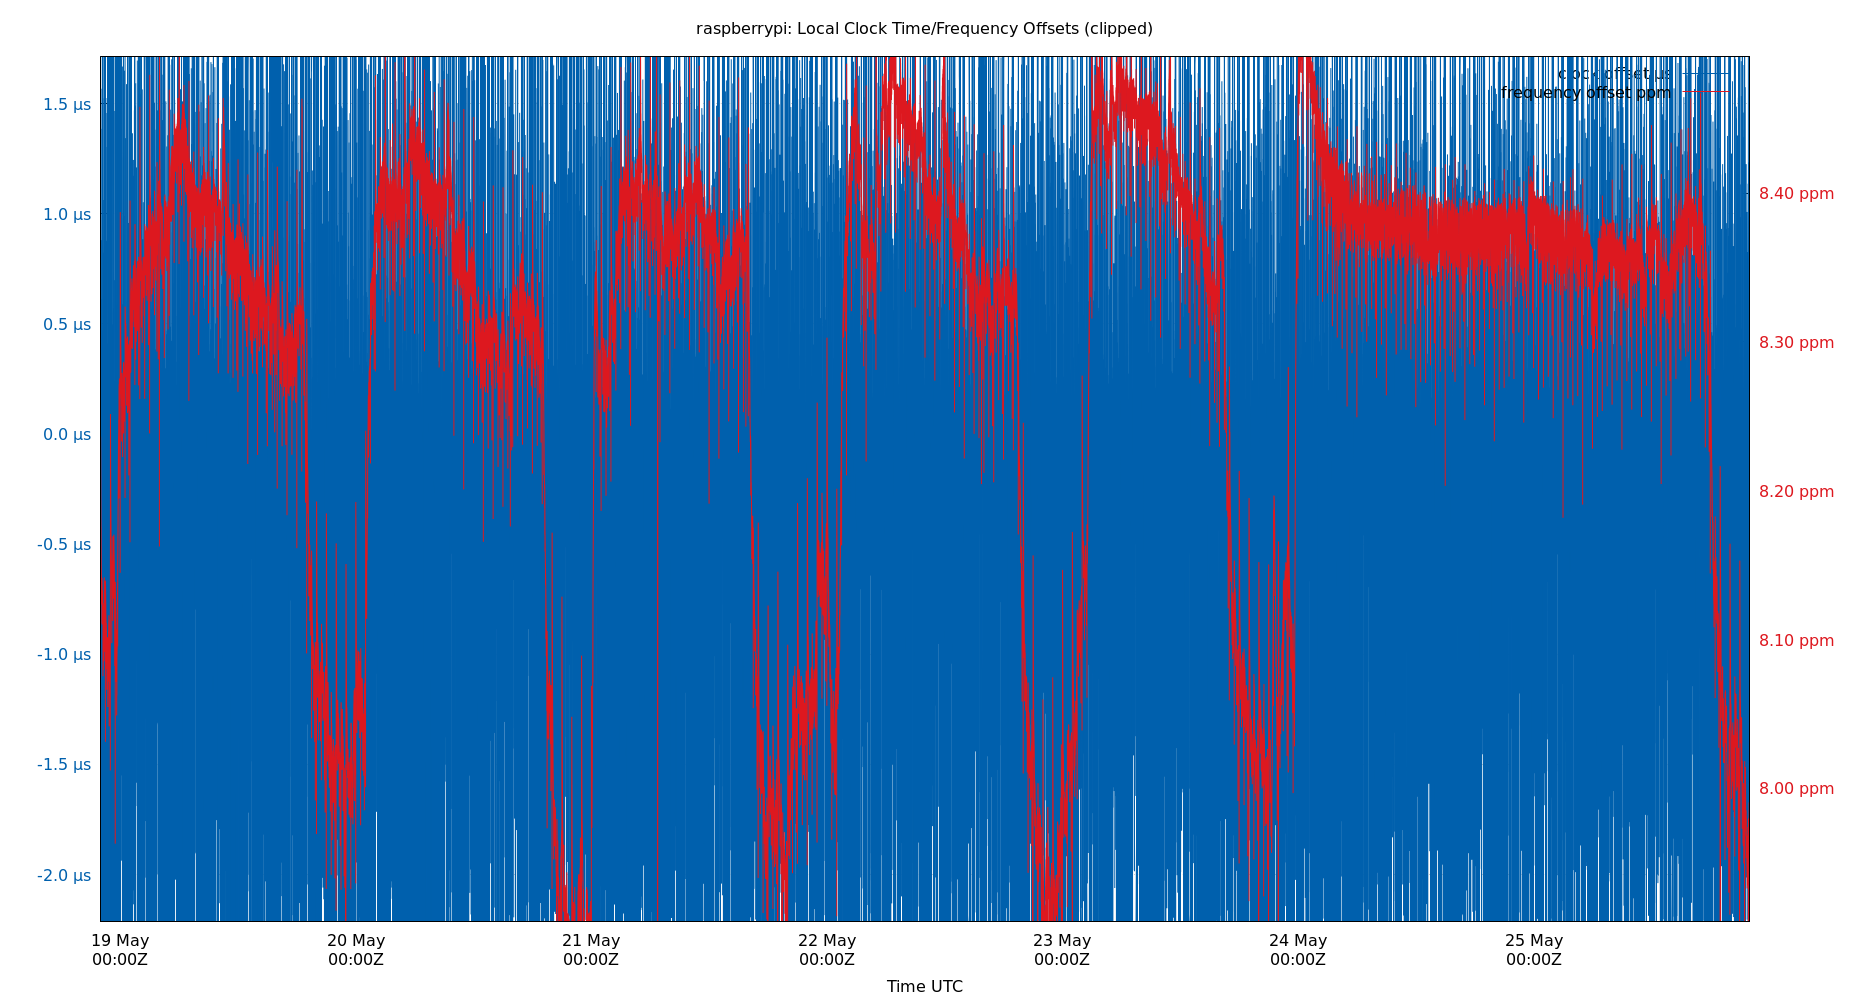 raspberrypi: Local Clock Time/Frequency Offsets (clipped)
clock offset µs
frequency offset ppm
1.5 µs
1.0 µs
0.5 µs
0.0 µs
-0.5 µs
-1.0 µs
-1.5 µs
-2.0 µs
8.40 ppm
8.30 ppm
8.20 ppm
8.10 ppm
8.00 ppm
19 May
00:00Z
20 May
00:00Z
21 May
00:00Z
22 May
00:00Z
23 May
00:00Z
24 May
00:00Z
25 May
00:00Z
Time UTC